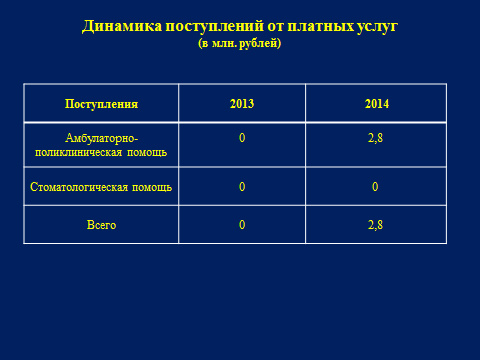 Динамика поступлений от платных услуг
(в млн. рублей)
Поступления 2013 2014
Амбулаторно- 0 2,8
поликлиническая помощь
Стоматологическая помощь 0 0
Всего 0 2,8